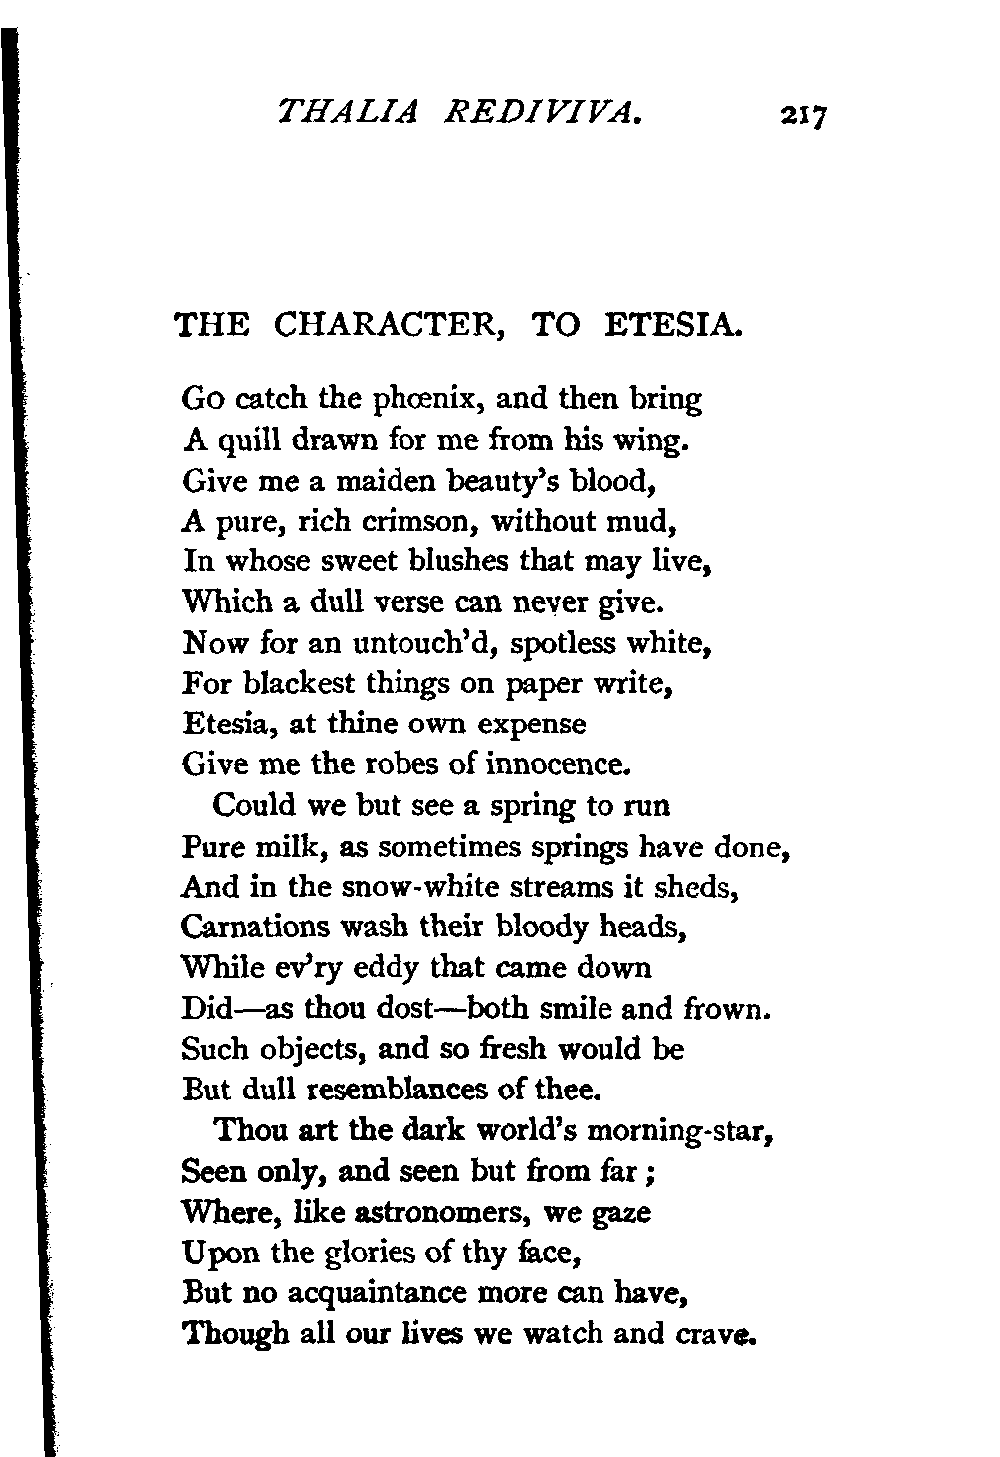 THALIA REDIVIVA. 217
THE CHARACTER, TO ETESIA.
Go catch the phœnix, and then bring
A quill drawn for me from his wing.
Give me a maiden beauty's blood,
A pure, rich crimson, without mud,
In whose sweet blushes that may live,
Which a dull verse can never give.
Now for an untouch'd, spotless white,
For blackest things on paper write,
Etesia, at thine own expense
Give me the robes of innocence.
Could we but see a spring to run
Pure milk, as sometimes springs have done,
And in the snow-white streams it sheds,
Carnations wash their bloody heads,
While ev'ry eddy that came down
Did—as thou dost—both smile and frown.
Such objects, and so fresh would be
But dull resemblances of thee.
Thou art the dark world's morning-star,
Seen only, and seen but from far ;
Where, like astronomers, we gaze
Upon the glories of thy face,
But no acquaintance more can have,
Though all our lives we watch and crave.